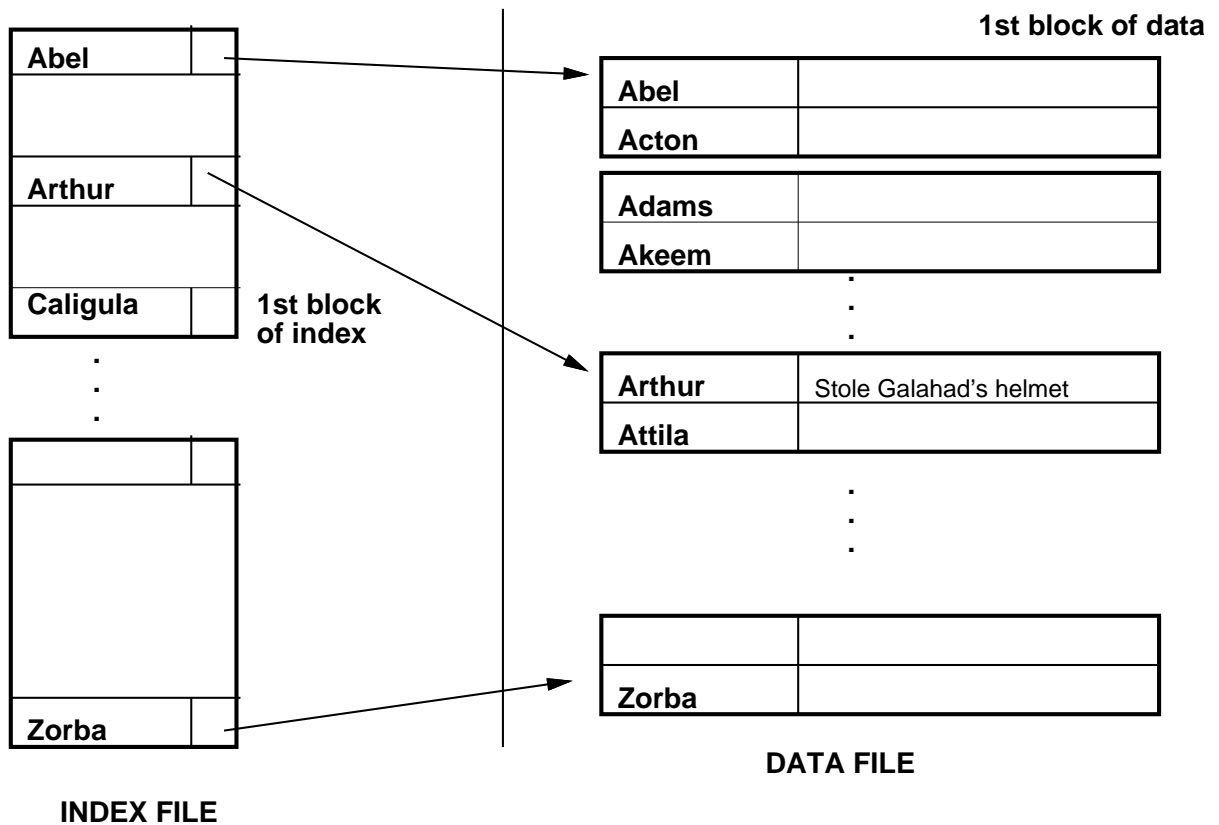 Abel
Arthur
Caligula
1st block
of index
.
.
.
Zorba
INDEX FILE
1st block of data
Abel
Acton
Adams
Akeem
.
.
.
Arthur Stole Galahad's helmet
Attila
.
.
.
Zorba
DATA FILE